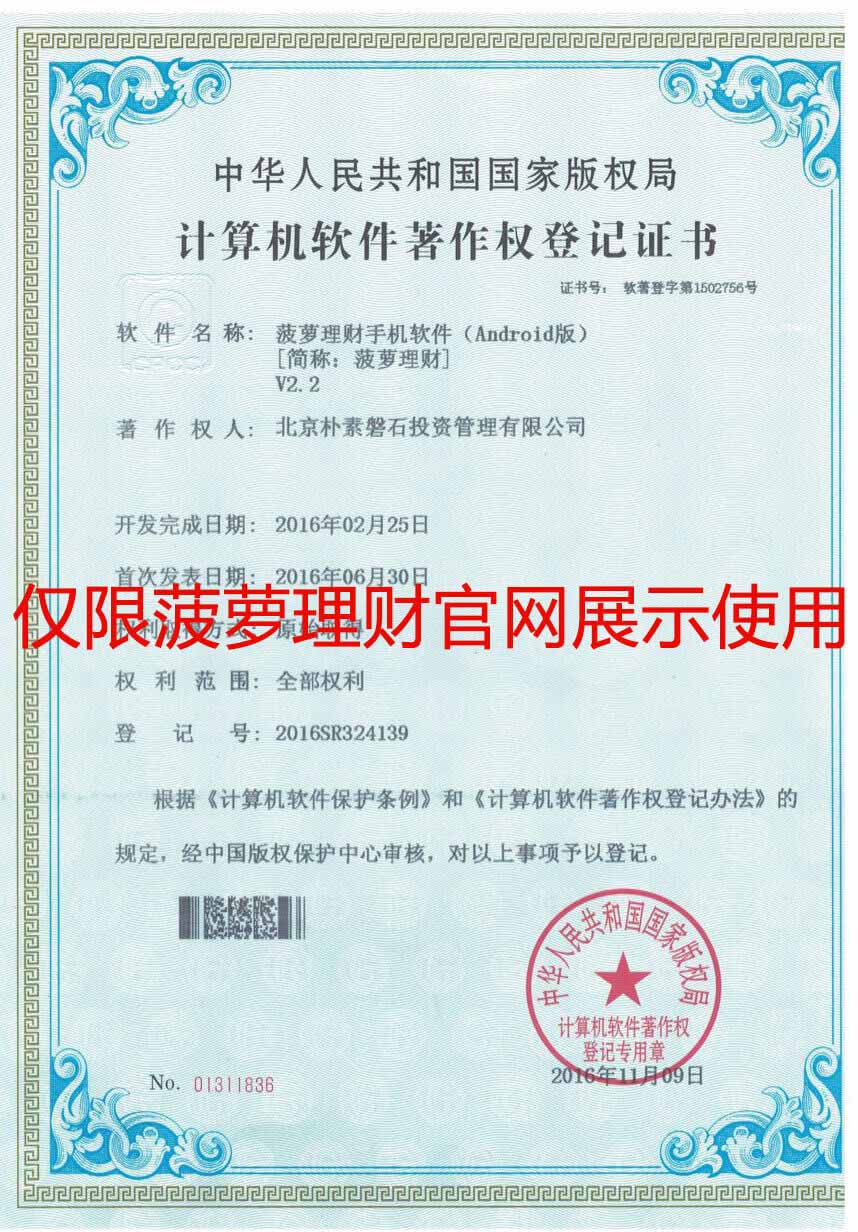 中华人民共和国国家版权局
计算机软件著作权登记证书
证书号： 软著登字第1502756号
软件名称： 菠萝理财手机软件（Android版）
[简称：菠萝理财]
V2.2
著作权人： 北京朴素磐石投资管理有限公司
开发完成日期： 2016年02月25日
首次发表日期： 2016年06月30日
仅限菠萝理财官网展示使用
权利取得方式： 原始取得
权利范围： 全部权利
登记号： 2016SR324139
根据《计算机软件保护条例》和《计算机软件著作权登记办法》的
规定，经中国版权保护中心审核，对以上事项予以登记。
中华人民共和国国家版权局
计算机软件著作权
登记专用章
No. 01311836
2016年11月09日